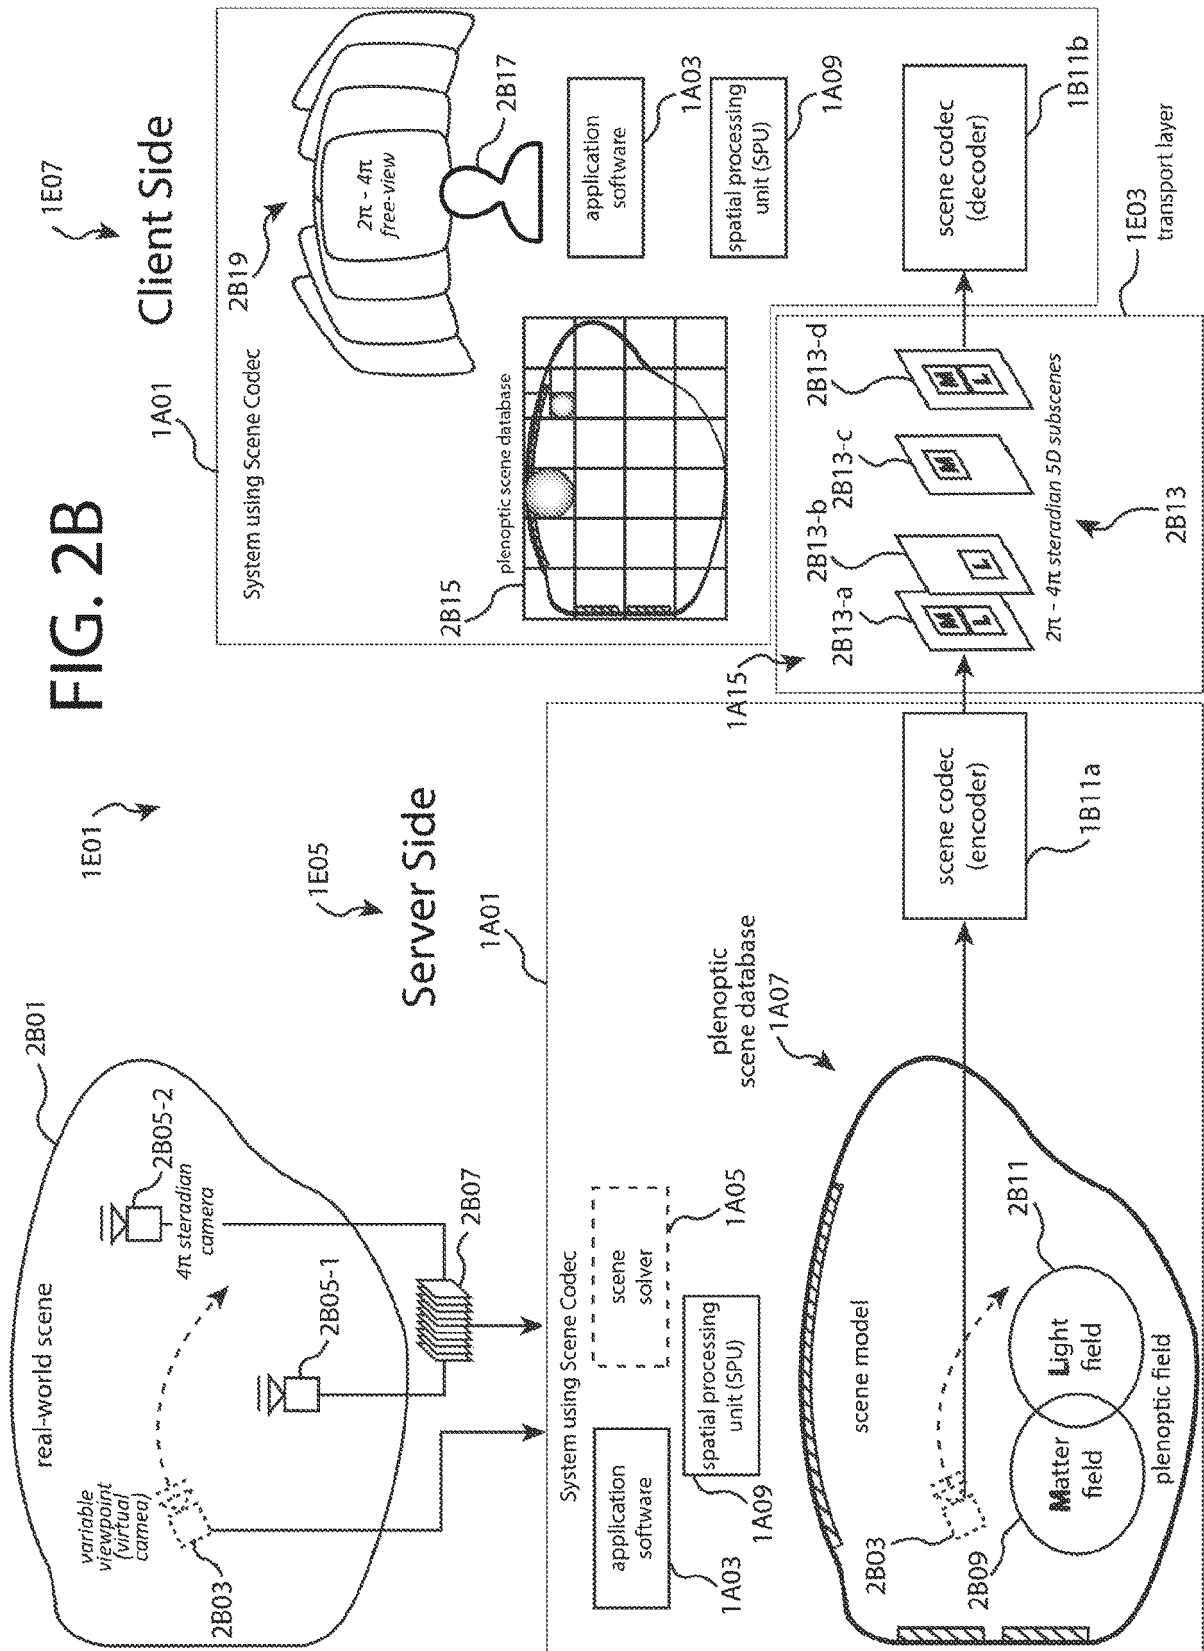 FIG. 2B
1E01
1E07
Client Side
1E05
Server Side
2B01
real-world scene
variable
viewpoint
(virtual
camea)
2B03
2B05-2
4π steradian
camera
2B05-1
2B07
1A01
System using Scene Codec
application
software
1A03
scene
solver
1A05
spatial processing
unit (SPU)
1A09
plenoptic
scene database
1A07
scene model
2B03
2B09
Matter
field
Light
field
2B11
plenoptic field
scene codec
(encoder)
1B11a
1A15
2B13-a
2B13-b
2B13-c
2B13-d
M
L
L
M
M
L
2π - 4π steradian 5D subscenes
2B13
1E03
transport layer
1A01
System using Scene Codec
2B15
plenoptic scene database
2B19
2π - 4π
free-view
2B17
application
software
1A03
spatial processing
unit (SPU)
1A09
scene codec
(decoder)
1B11b